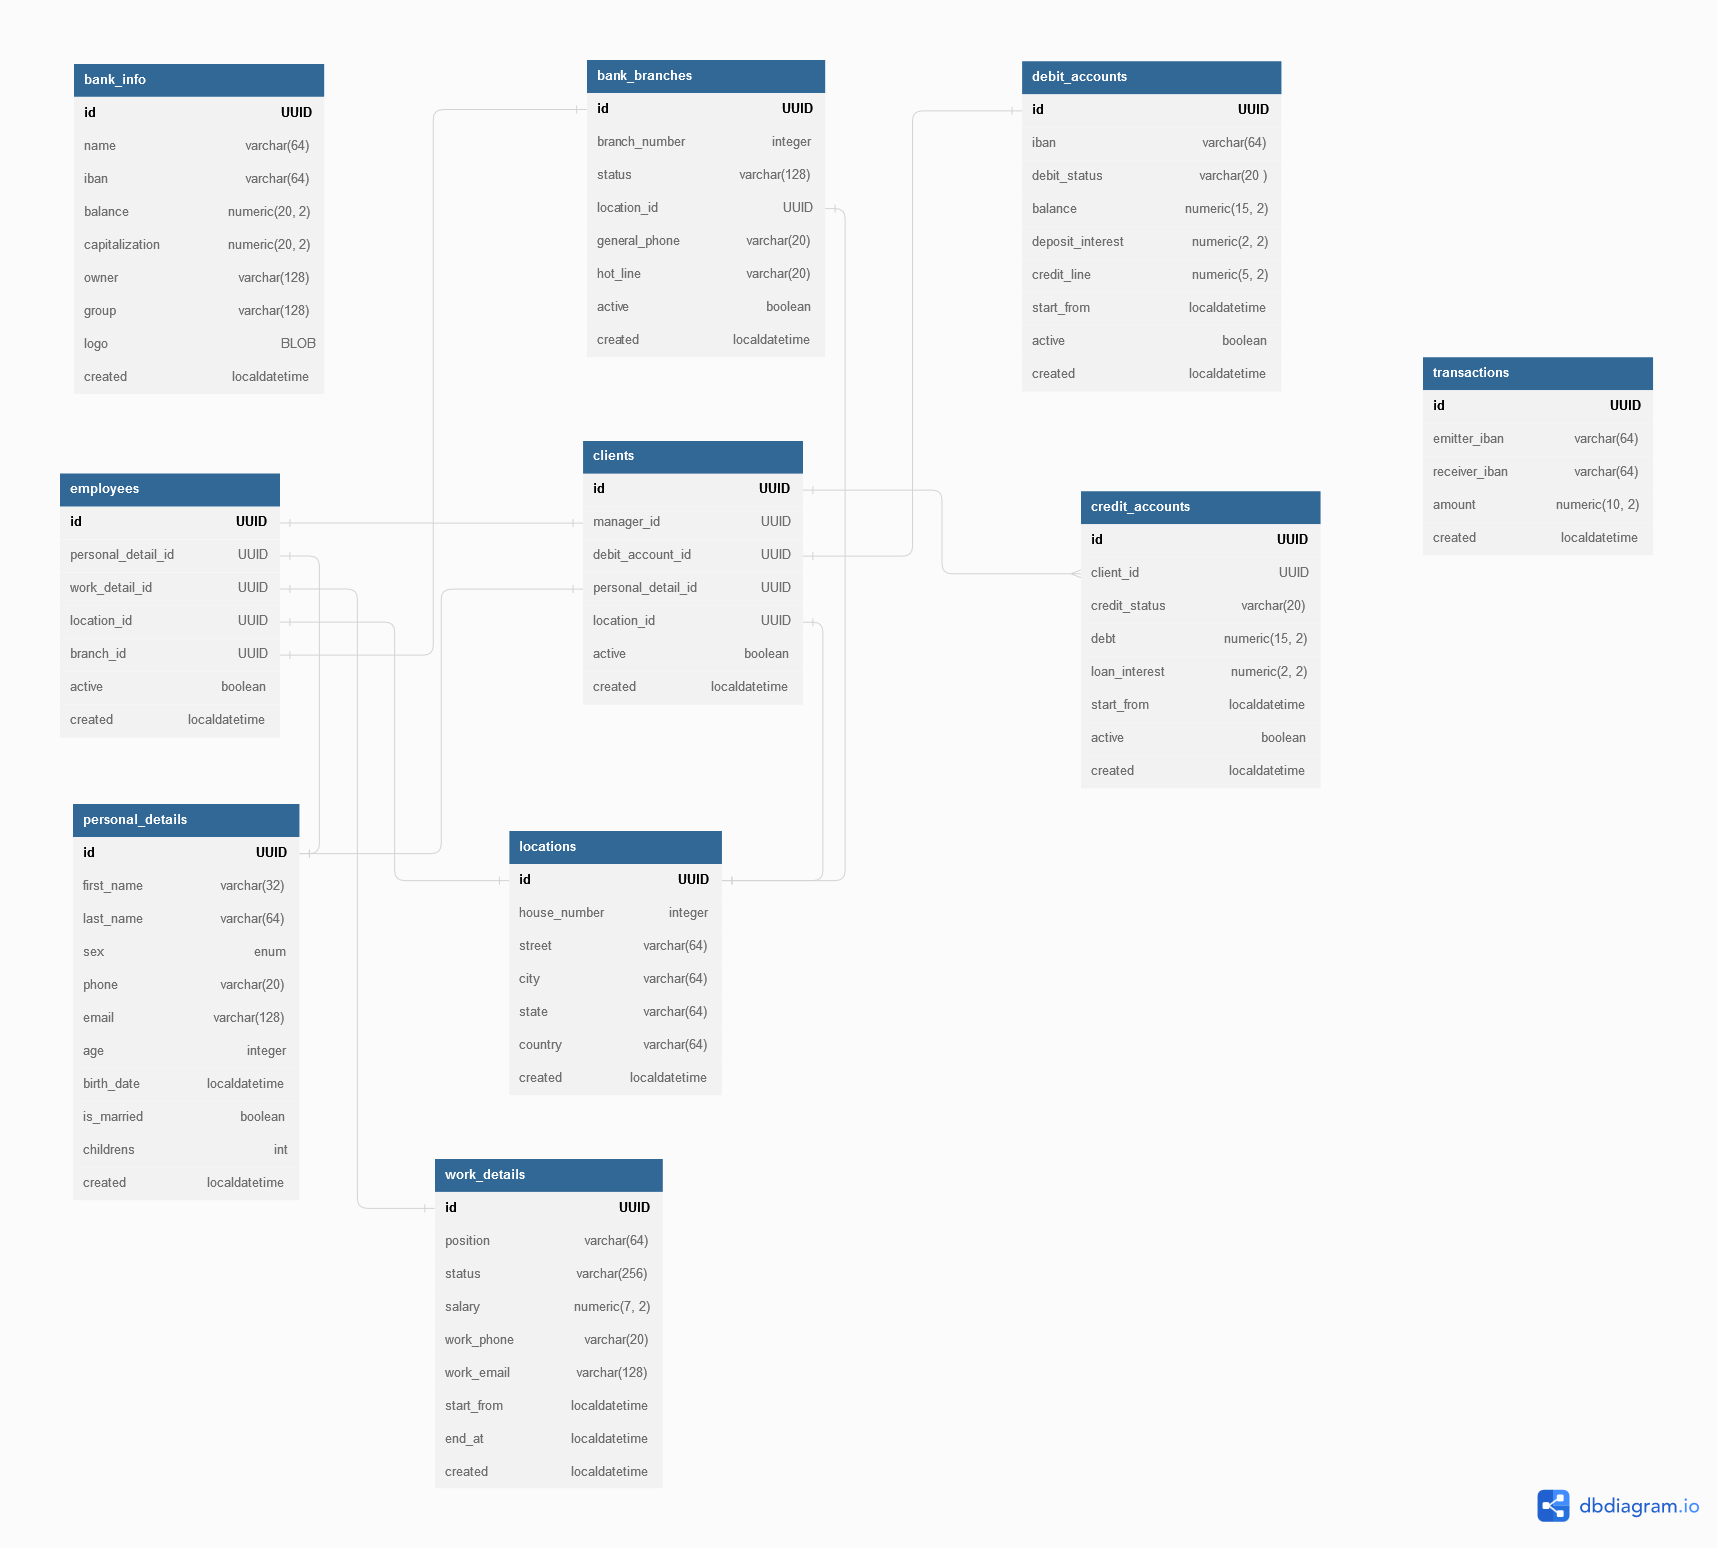 bank_info
id UUID
name varchar(64)
iban varchar(64)
balance numeric(20, 2)
capitalization numeric(20, 2)
owner varchar(128)
group varchar(128)
logo BLOB
created localdatetime
bank_branches
id UUID
branch_number integer
status varchar(128)
location_id UUID
general_phone varchar(20)
hot_line varchar(20)
active boolean
created localdatetime
debit_accounts
id UUID
iban varchar(64)
debit_status varchar(20 )
balance numeric(15, 2)
deposit_interest numeric(2, 2)
credit_line numeric(5, 2)
start_from localdatetime
active boolean
created localdatetime
transactions
id UUID
emitter_iban varchar(64)
receiver_iban varchar(64)
amount numeric(10, 2)
created localdatetime
employees
id UUID
personal_detail_id UUID
work_detail_id UUID
location_id UUID
branch_id UUID
active boolean
created localdatetime
clients
id UUID
manager_id UUID
debit_account_id UUID
personal_detail_id UUID
location_id UUID
active boolean
created localdatetime
credit_accounts
id UUID
client_id UUID
credit_status varchar(20)
debt numeric(15, 2)
loan_interest numeric(2, 2)
start_from localdatetime
active boolean
created localdatetime
personal_details
id UUID
first_name varchar(32)
last_name varchar(64)
sex enum
phone varchar(20)
email varchar(128)
age integer
birth_date localdatetime
is_married boolean
childrens int
created localdatetime
locations
id UUID
house_number integer
street varchar(64)
city varchar(64)
state varchar(64)
country varchar(64)
created localdatetime
work_details
id UUID
position varchar(64)
status varchar(256)
salary numeric(7, 2)
work_phone varchar(20)
work_email varchar(128)
start_from localdatetime
end_at localdatetime
created localdatetime
dbdiagram.io